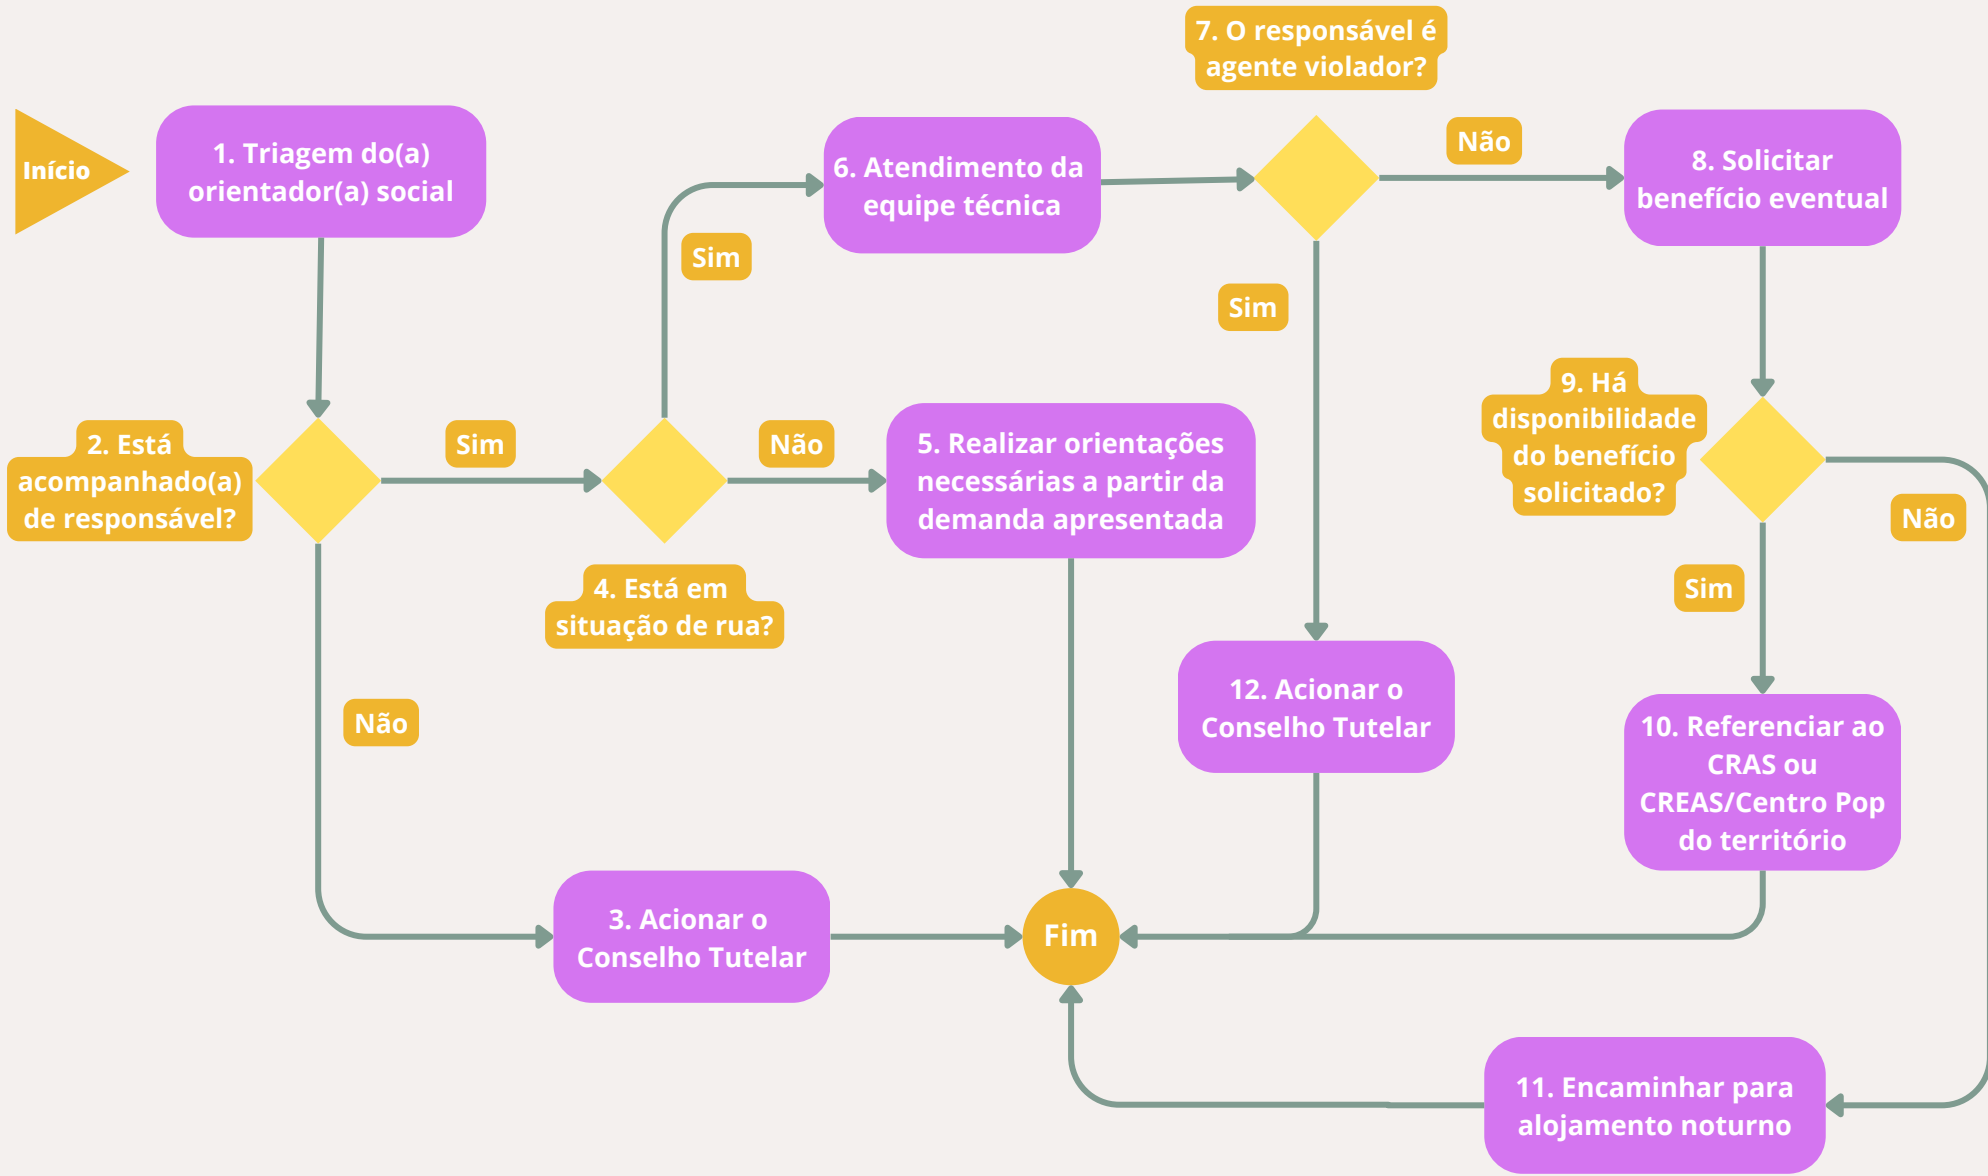 Início
1. Triagem do(a)
orientador(a) social
2. Está
acompanhado(a)
de responsável?
Sim
Não
3. Acionar o
Conselho Tutelar
4. Está em
situação de rua?
Sim
Não
5. Realizar orientações
necessárias a partir da
demanda apresentada
6. Atendimento da
equipe técnica
7. O responsável é
agente violador?
Não
Sim
8. Solicitar
benefício eventual
9. Há
disponibilidade
do benefício
solicitado?
Sim
Não
10. Referenciar ao
CRAS ou
CREAS/Centro Pop
do território
11. Encaminhar para
alojamento noturno
12. Acionar o
Conselho Tutelar
Fim